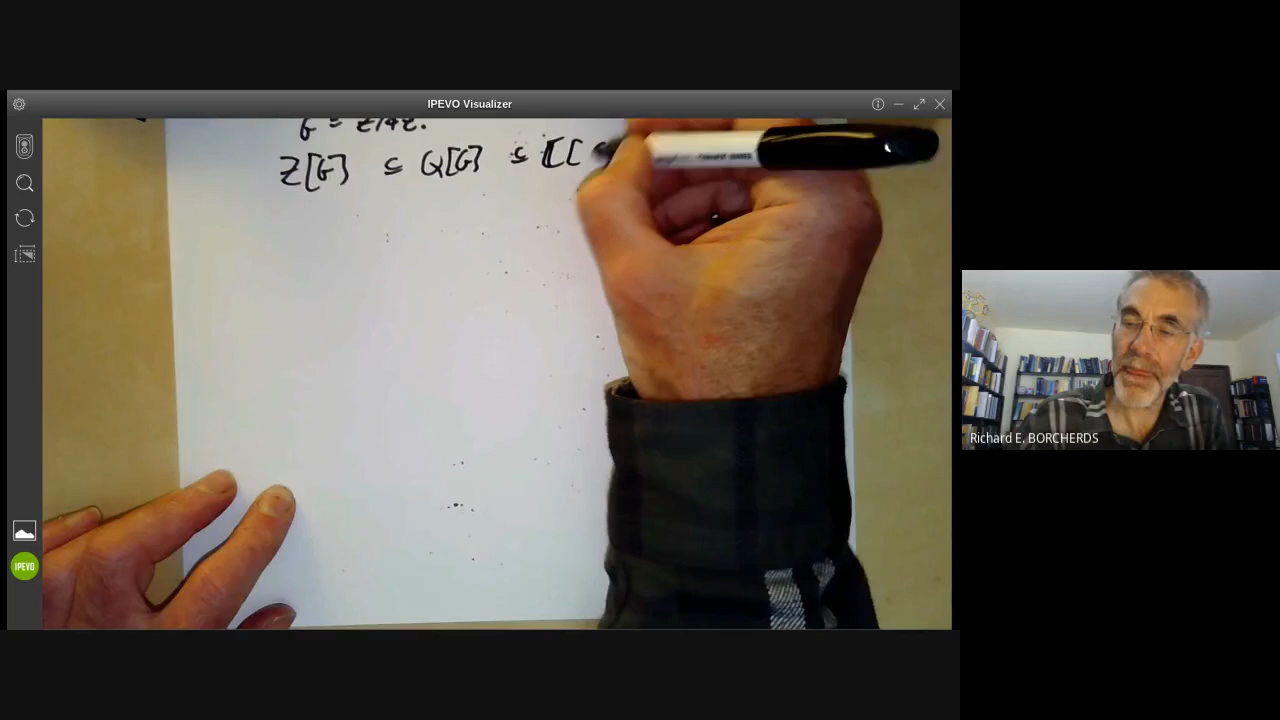 IPEVO Visualizer
G = Z/4Z.
Z[G] ⊆ Q[G] ⊆ ℂ[G
IPEVO
Richard E. BORCHERDS